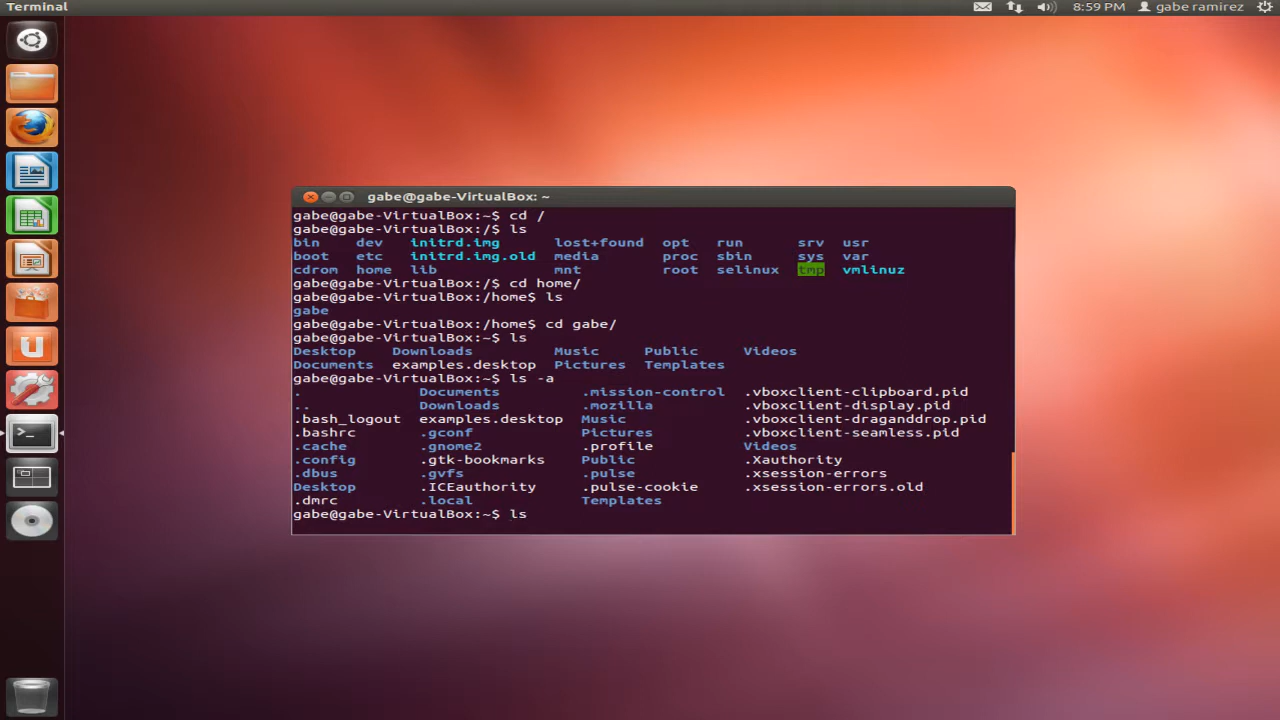 Terminal 8:59 PM gabe ramirez
gabe@gabe-VirtualBox: ~
gabe@gabe-VirtualBox:~$ cd /
gabe@gabe-VirtualBox:/$ ls
bin dev initrd.img lost+found opt run srv usr
boot etc initrd.img.old media proc sbin sys var
cdrom home lib mnt root selinux tmp vmlinuz
gabe@gabe-VirtualBox:/$ cd home/
gabe@gabe-VirtualBox:/home$ ls
gabe
gabe@gabe-VirtualBox:/home$ cd gabe/
gabe@gabe-VirtualBox:~$ ls
Desktop Downloads Music Public Videos
Documents examples.desktop Pictures Templates
gabe@gabe-VirtualBox:~$ ls -a
. Documents .mission-control .vboxclient-clipboard.pid
.. Downloads .mozilla .vboxclient-display.pid
.bash_logout examples.desktop Music .vboxclient-draganddrop.pid
.bashrc .gconf Pictures .vboxclient-seamless.pid
.cache .gnome2 .profile Videos
.config .gtk-bookmarks Public .Xauthority
.dbus .gvfs .pulse .xsession-errors
Desktop .ICEauthority .pulse-cookie .xsession-errors.old
.dmrc .local Templates
gabe@gabe-VirtualBox:~$ ls